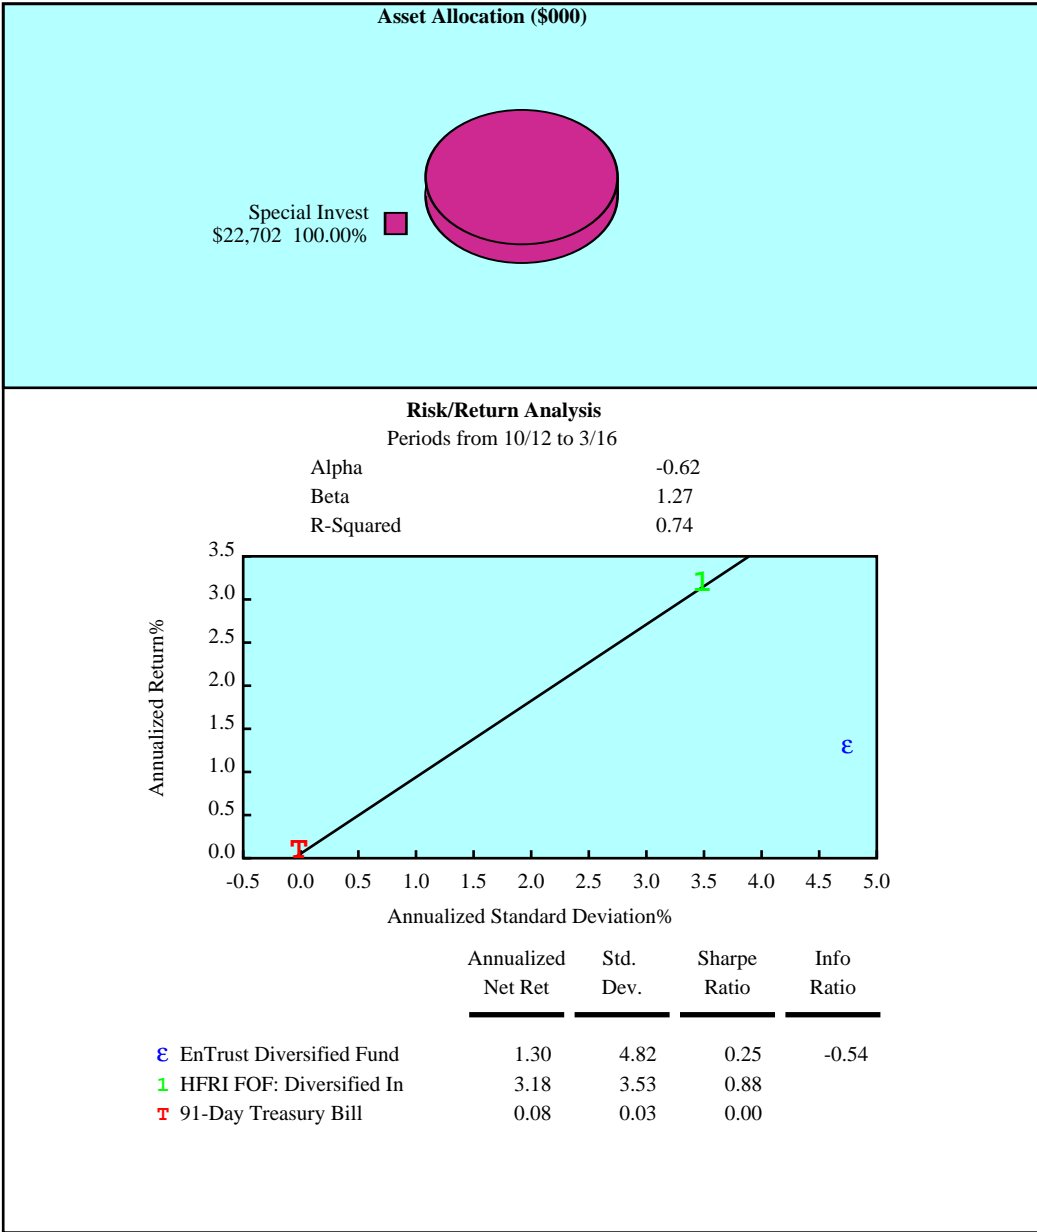 Asset Allocation ($000)
Special Invest
$22,702 100.00%
Risk/Return Analysis
Periods from 10/12 to 3/16
Alpha -0.62
Beta 1.27
R-Squared 0.74
Annualized Return%
3.5
3.0
2.5
2.0
1.5
1.0
0.5
0.0
1
ε
T
-0.5 0.0 0.5 1.0 1.5 2.0 2.5 3.0 3.5 4.0 4.5 5.0
Annualized Standard Deviation%
Annualized Std. Sharpe Info
Net Ret Dev. Ratio Ratio
ε EnTrust Diversified Fund 1.30 4.82 0.25 -0.54
1 HFRI FOF: Diversified In 3.18 3.53 0.88
T 91-Day Treasury Bill 0.08 0.03 0.00